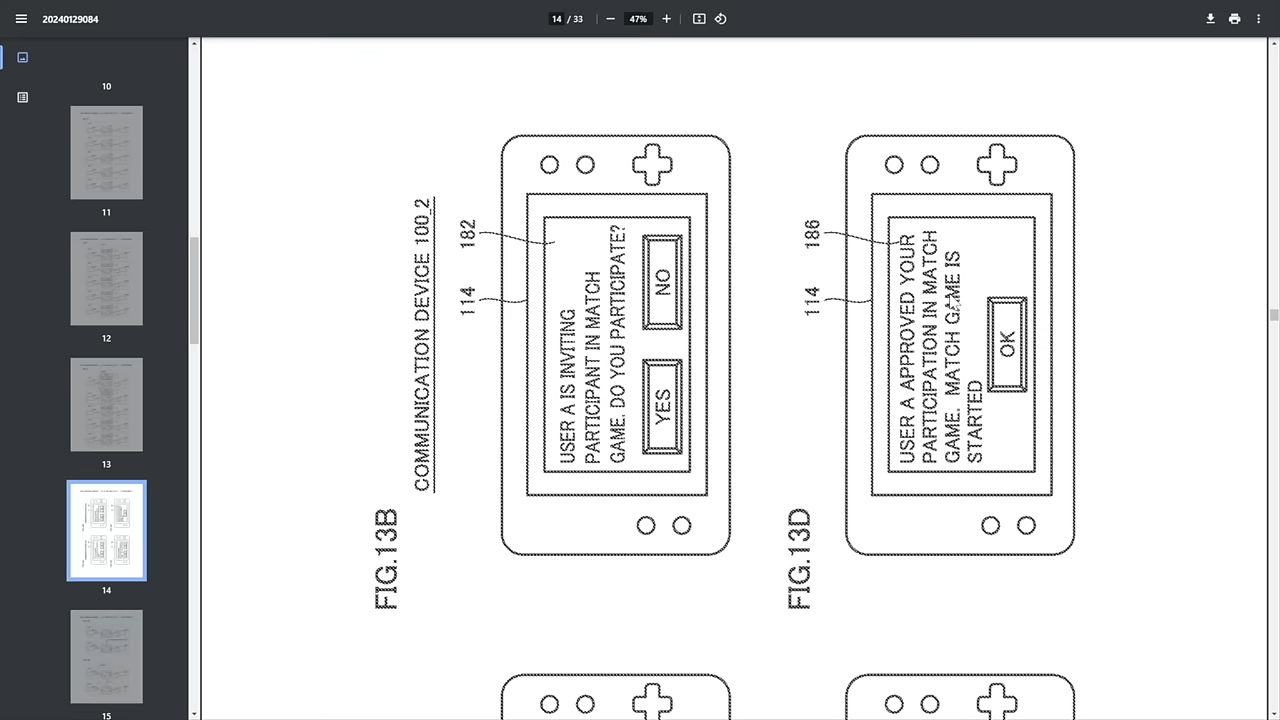 20240129084
14 / 33
47%
10
11
12
13
14
15
COMMUNICATION DEVICE 100_2
FIG.13B
114
182
USER A IS INVITING
PARTICIPANT IN MATCH
GAME. DO YOU PARTICIPATE?
YES
NO
FIG.13D
114
186
USER A APPROVED YOUR
PARTICIPATION IN MATCH
GAME. MATCH GAME IS
STARTED
OK